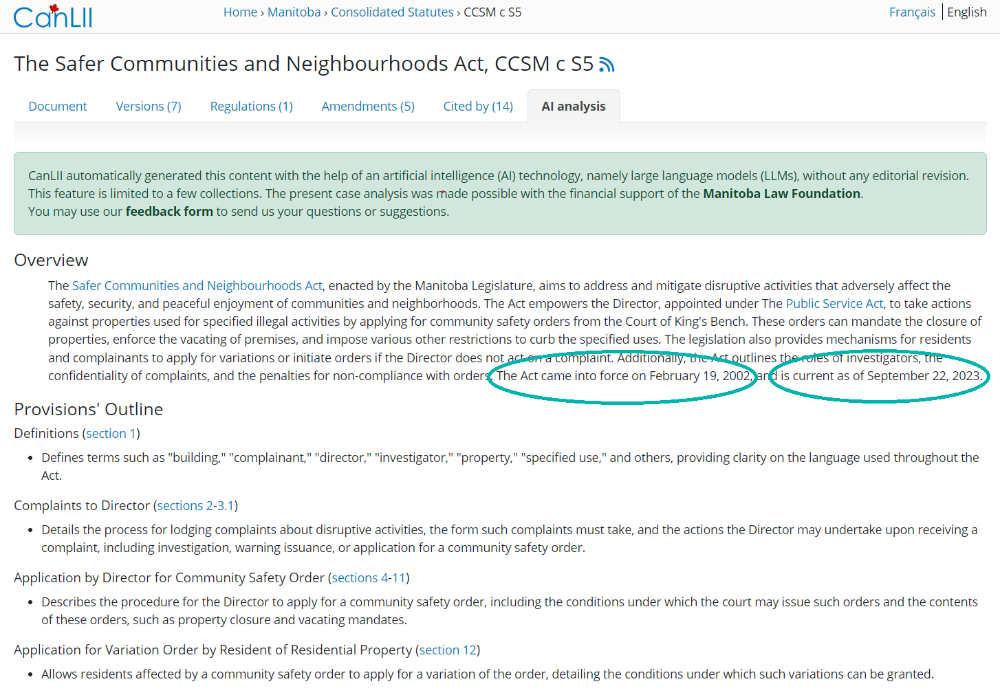 CanLII
Home › Manitoba › Consolidated Statutes › CCSM c S5
Français | English
The Safer Communities and Neighbourhoods Act, CCSM c S5
Document Versions (7) Regulations (1) Amendments (5) Cited by (14) AI analysis
CanLII automatically generated this content with the help of an artificial intelligence (AI) technology, namely large language models (LLMs), without any editorial revision.
This feature is limited to a few collections. The present case analysis was made possible with the financial support of the Manitoba Law Foundation.
You may use our feedback form to send us your questions or suggestions.
Overview
The Safer Communities and Neighbourhoods Act, enacted by the Manitoba Legislature, aims to address and mitigate disruptive activities that adversely affect the
safety, security, and peaceful enjoyment of communities and neighborhoods. The Act empowers the Director, appointed under The Public Service Act, to take actions
against properties used for specified illegal activities by applying for community safety orders from the Court of King's Bench. These orders can mandate the closure of
properties, enforce the vacating of premises, and impose various other restrictions to curb the specified uses. The legislation also provides mechanisms for residents
and complainants to apply for variations or initiate orders if the Director does not act on a complaint. Additionally, the Act outlines the roles of investigators, the
confidentiality of complaints, and the penalties for non-compliance with orders. The Act came into force on February 19, 2002, and is current as of September 22, 2023.
Provisions' Outline
Definitions (section 1)
• Defines terms such as "building," "complainant," "director," "investigator," "property," "specified use," and others, providing clarity on the language used throughout the
Act.
Complaints to Director (sections 2-3.1)
• Details the process for lodging complaints about disruptive activities, the form such complaints must take, and the actions the Director may undertake upon receiving a
complaint, including investigation, warning issuance, or application for a community safety order.
Application by Director for Community Safety Order (sections 4-11)
• Describes the procedure for the Director to apply for a community safety order, including the conditions under which the court may issue such orders and the contents
of these orders, such as property closure and vacating mandates.
Application for Variation Order by Resident of Residential Property (section 12)
• Allows residents affected by a community safety order to apply for a variation of the order, detailing the conditions under which such variations can be granted.